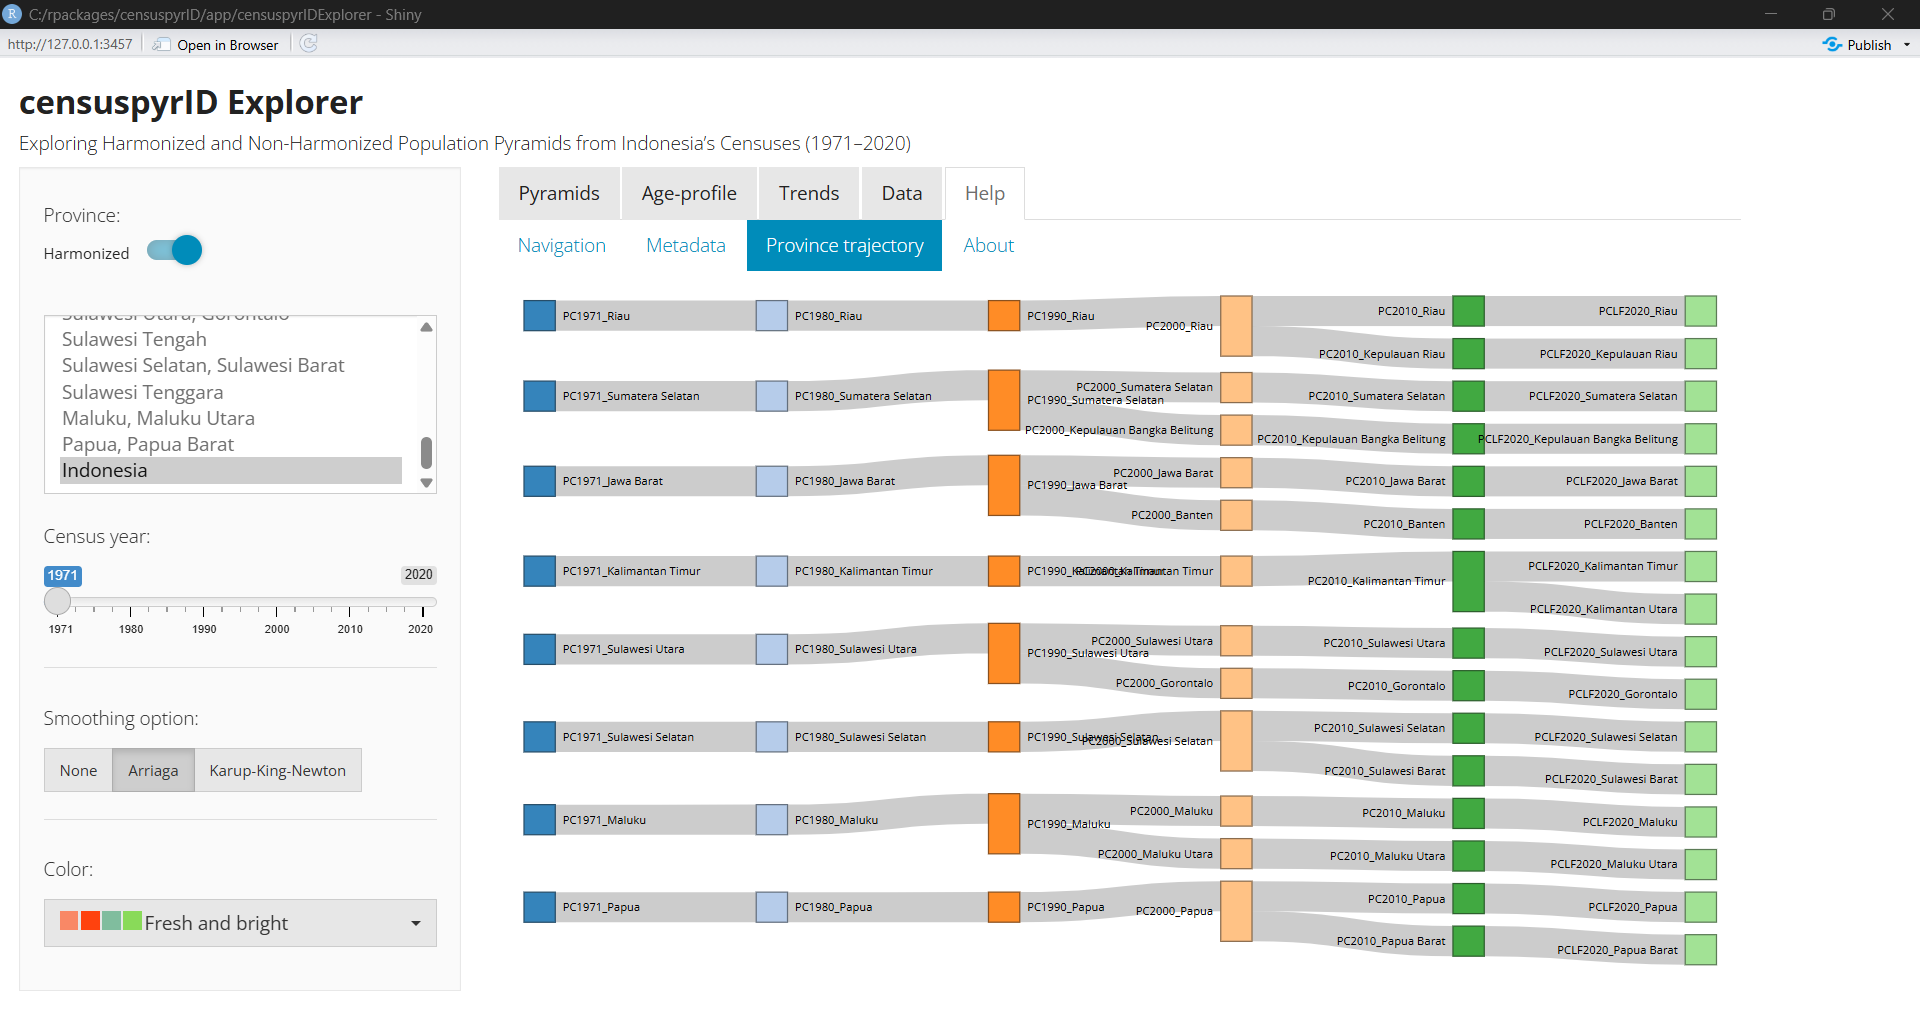 C:/rpackages/censuspyrID/app/censuspyrIDExplorer - Shiny
http://127.0.0.1:3457 Open in Browser Publish
censuspyrID Explorer
Exploring Harmonized and Non-Harmonized Population Pyramids from Indonesia's Censuses (1971–2020)
Province:
Harmonized
Sulawesi Utara, Gorontalo
Sulawesi Tengah
Sulawesi Selatan, Sulawesi Barat
Sulawesi Tenggara
Maluku, Maluku Utara
Papua, Papua Barat
Indonesia
Census year:
1971 2020
1971 1980 1990 2000 2010 2020
Smoothing option:
None Arriaga Karup-King-Newton
Color:
Fresh and bright
Pyramids Age-profile Trends Data Help
Navigation Metadata Province trajectory About
PC1971_Riau PC1980_Riau PC1990_Riau PC2000_Riau PC2010_Riau PCLF2020_Riau
PC2010_Kepulauan Riau PCLF2020_Kepulauan Riau
PC1971_Sumatera Selatan PC1980_Sumatera Selatan PC1990_Sumatera Selatan PC2000_Sumatera Selatan PC2010_Sumatera Selatan PCLF2020_Sumatera Selatan
PC2000_Kepulauan Bangka Belitung PC2010_Kepulauan Bangka Belitung PCLF2020_Kepulauan Bangka Belitung
PC1971_Jawa Barat PC1980_Jawa Barat PC1990_Jawa Barat PC2000_Jawa Barat PC2010_Jawa Barat PCLF2020_Jawa Barat
PC2000_Banten PC2010_Banten PCLF2020_Banten
PC1971_Kalimantan Timur PC1980_Kalimantan Timur PC1990_Kalimantan Timur PC2000_Kalimantan Timur PC2010_Kalimantan Timur PCLF2020_Kalimantan Timur
PCLF2020_Kalimantan Utara
PC1971_Sulawesi Utara PC1980_Sulawesi Utara PC1990_Sulawesi Utara PC2000_Sulawesi Utara PC2010_Sulawesi Utara PCLF2020_Sulawesi Utara
PC2000_Gorontalo PC2010_Gorontalo PCLF2020_Gorontalo
PC1971_Sulawesi Selatan PC1980_Sulawesi Selatan PC1990_Sulawesi Selatan PC2000_Sulawesi Selatan PC2010_Sulawesi Selatan PCLF2020_Sulawesi Selatan
PC2010_Sulawesi Barat PCLF2020_Sulawesi Barat
PC1971_Maluku PC1980_Maluku PC1990_Maluku PC2000_Maluku PC2010_Maluku PCLF2020_Maluku
PC2000_Maluku Utara PC2010_Maluku Utara PCLF2020_Maluku Utara
PC1971_Papua PC1980_Papua PC1990_Papua PC2000_Papua PC2010_Papua PCLF2020_Papua
PC2010_Papua Barat PCLF2020_Papua Barat